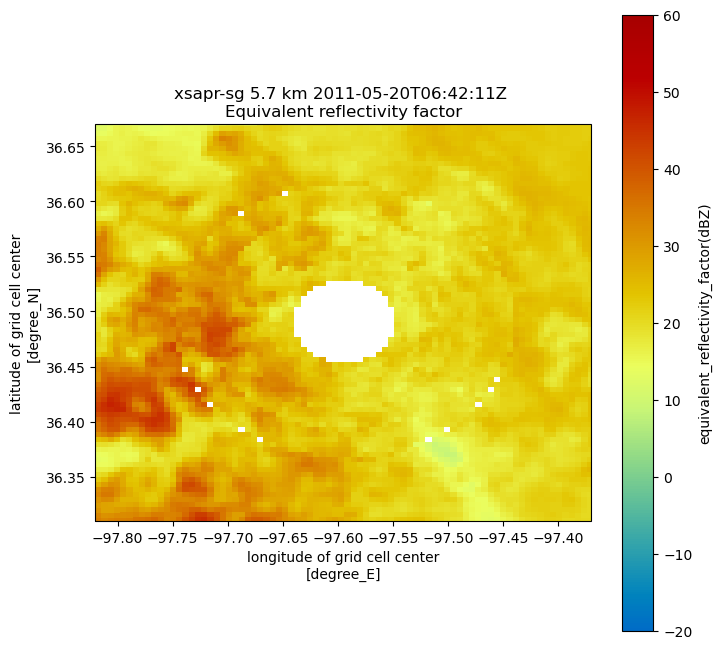 xsapr-sg 5.7 km 2011-05-20T06:42:11Z
Equivalent reflectivity factor
36.65
36.60
36.55
36.50
36.45
36.40
36.35
latitude of grid cell center
[degree_N]
−97.80 −97.75 −97.70 −97.65 −97.60 −97.55 −97.50 −97.45 −97.40
longitude of grid cell center
[degree_E]
60
50
40
30
20
10
0
−10
−20
equivalent_reflectivity_factor(dBZ)